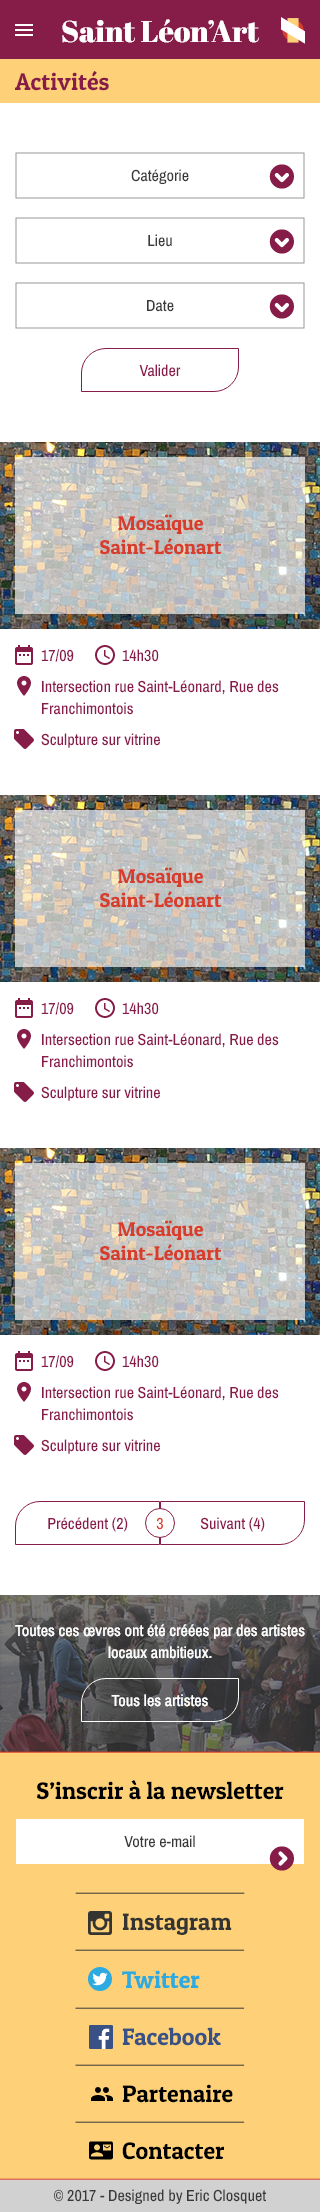 Saint Léon’Art
Activités
Catégorie
Lieu
Date
Valider
Mosaïque
Saint-Léonart
17/09 14h30
Intersection rue Saint-Léonard, Rue des
Franchimontois
Sculpture sur vitrine
Mosaïque
Saint-Léonart
17/09 14h30
Intersection rue Saint-Léonard, Rue des
Franchimontois
Sculpture sur vitrine
Mosaïque
Saint-Léonart
17/09 14h30
Intersection rue Saint-Léonard, Rue des
Franchimontois
Sculpture sur vitrine
Précédent (2) 3 Suivant (4)
Toutes ces œvres ont été créées par des artistes
locaux ambitieux.
Tous les artistes
S’inscrir à la newsletter
Votre e-mail
Instagram
Twitter
Facebook
Partenaire
Contacter
© 2017 - Designed by Eric Closquet